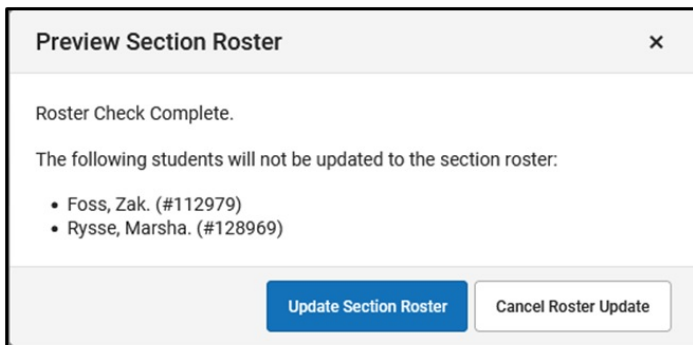 Preview Section Roster ×
Roster Check Complete.
The following students will not be updated to the section roster:
• Foss, Zak. (#112979)
• Rysse, Marsha. (#128969)
Update Section Roster Cancel Roster Update